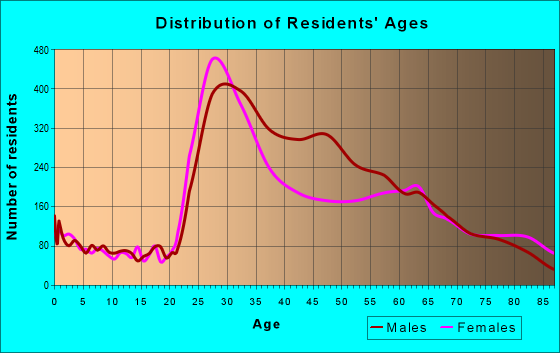 Distribution of Residents' Ages
Number of residents
480
400
320
240
160
80
0
0 5 10 15 20 25 30 35 40 45 50 55 60 65 70 75 80 85
Age
Males Females